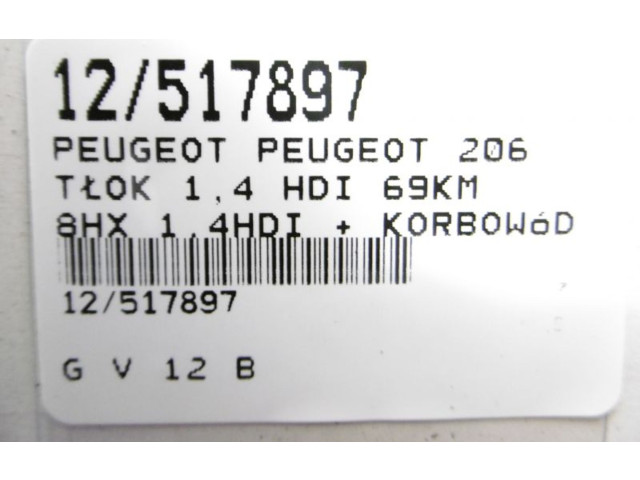 12/517897
PEUGEOT PEUGEOT 206
TŁOK 1,4 HDI 69KM
8HX 1.4HDI + KORBOWóD
12/517897
G V 12 B